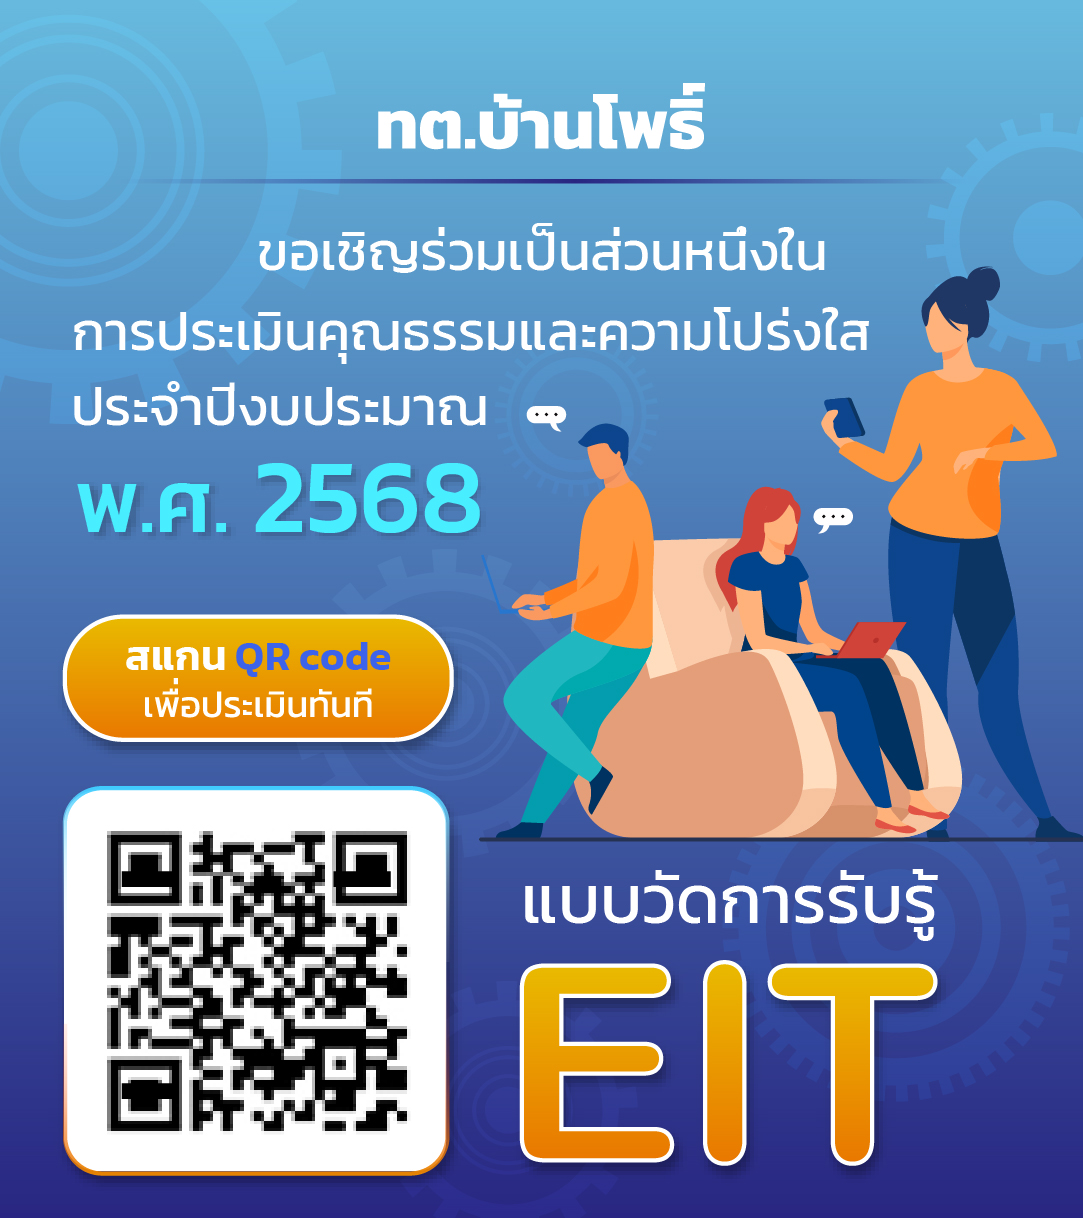 ทต.บ้านโพธิ์
ขอเชิญร่วมเป็นส่วนหนึ่งใน
การประเมินคุณธรรมและความโปร่งใส
ประจำปีงบประมาณ
พ.ศ. 2568
สแกน QR code
เพื่อประเมินทันที
แบบวัดการรับรู้
EIT